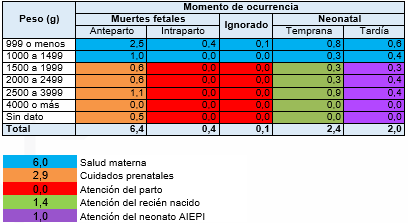 Peso (g) Momento de ocurrencia
Muertes fetales Ignorado Neonatal
Anteparto Intraparto Temprana Tardía
999 o menos 2,5 0,4 0,1 0,8 0,6
1000 a 1499 1,0 0,0 0,0 0,3 0,4
1500 a 1999 0,6 0,0 0,0 0,3 0,3
2000 a 2499 0,6 0,0 0,0 0,3 0,4
2500 a 3999 1,1 0,0 0,0 0,9 0,4
4000 o más 0,0 0,0 0,0 0,0 0,0
Sin dato 0,5 0,0 0,0 0,0 0,0
Total 6,4 0,4 0,1 2,4 2,0
6,0 Salud materna
2,9 Cuidados prenatales
0,0 Atención del parto
1,4 Atención del recién nacido
1,0 Atención del neonato AIEPI